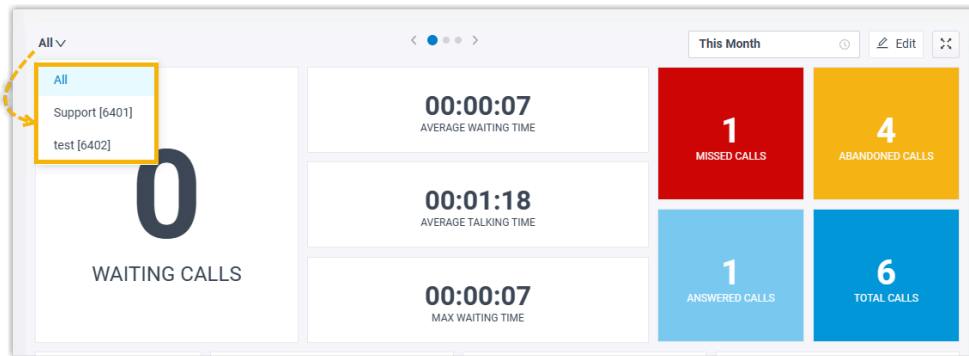 All
This Month
Edit
All
Support [6401]
test [6402]
0
WAITING CALLS
00:00:07
AVERAGE WAITING TIME
00:01:18
AVERAGE TALKING TIME
00:00:07
MAX WAITING TIME
1
MISSED CALLS
4
ABANDONED CALLS
1
ANSWERED CALLS
6
TOTAL CALLS